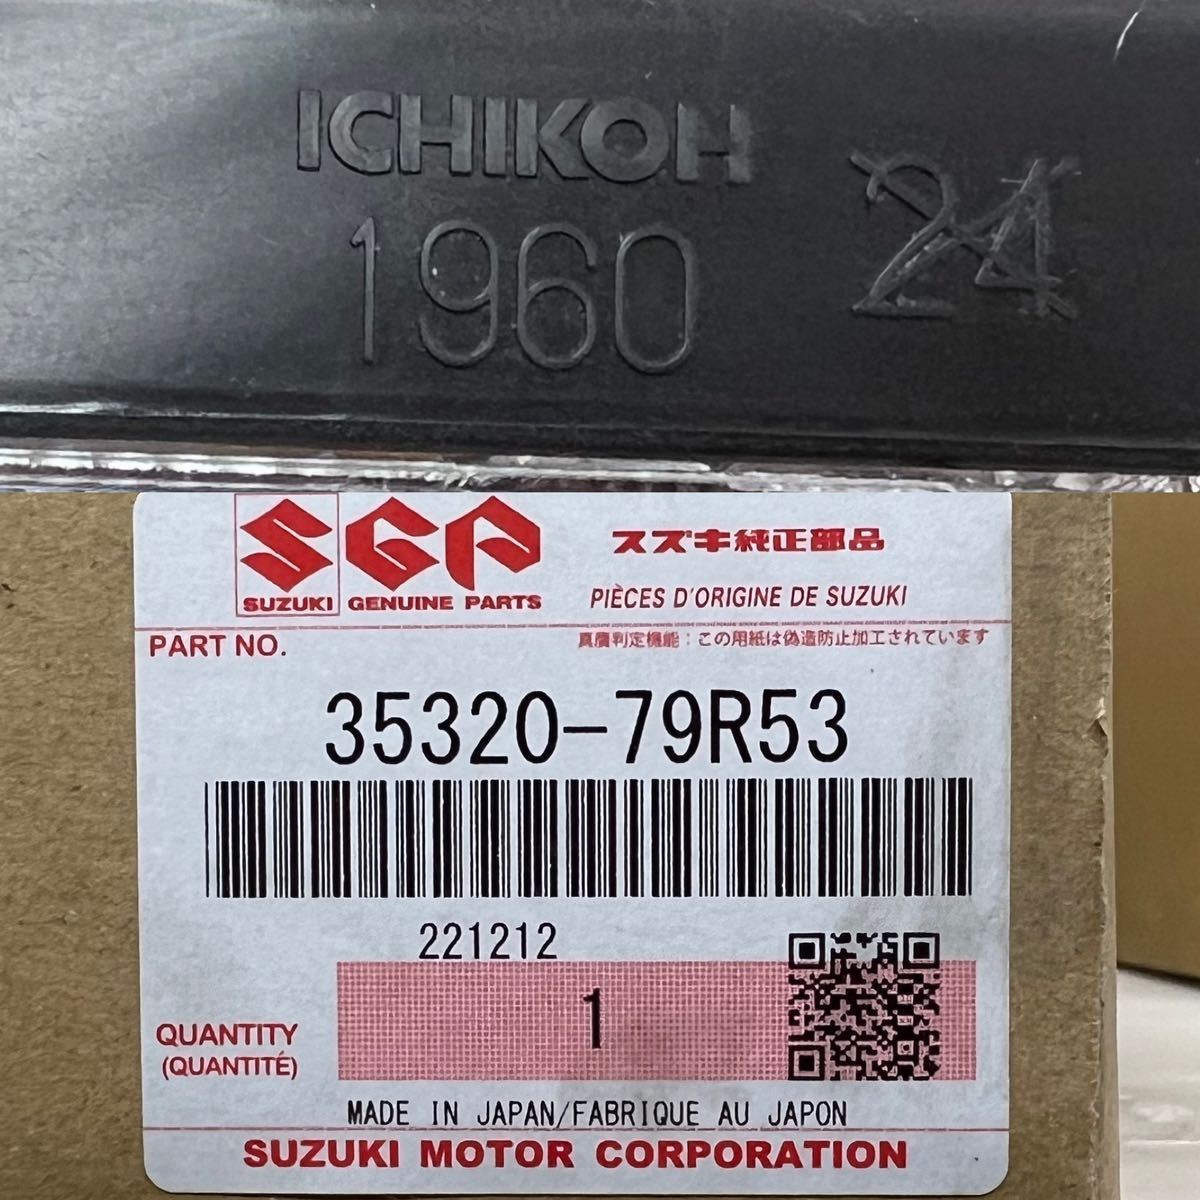 ICHIKOH
1960 24
SGP
SUZUKI GENUINE PARTS
スズキ純正部品
PIÈCES D'ORIGINE DE SUZUKI
PART NO.
真贋判定機能：この用紙は偽造防止加工されています
35320-79R53
221212
1
QUANTITY
(QUANTITÉ)
MADE IN JAPAN/FABRIQUE AU JAPON
SUZUKI MOTOR CORPORATION